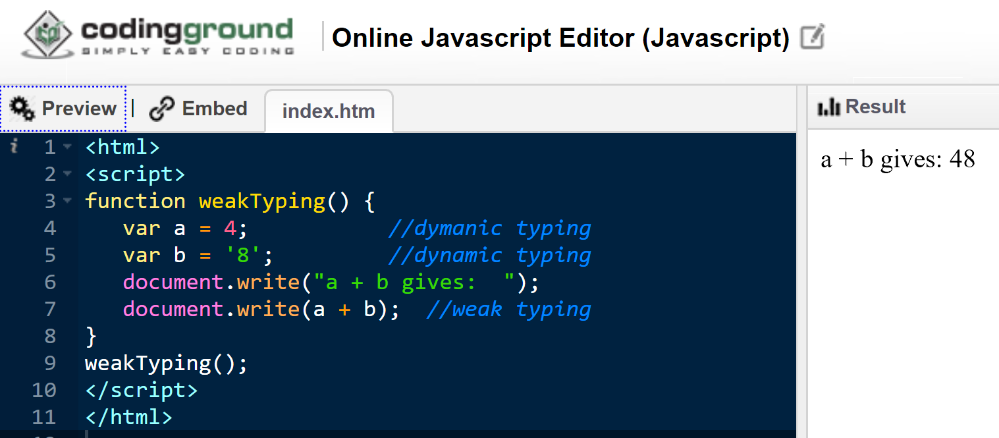 codingground
SIMPLY EASY CODING
Online Javascript Editor (Javascript)
Preview | Embed index.htm
Result
i 1 <html>
2 <script>
3 function weakTyping() {
4 var a = 4; //dymanic typing
5 var b = '8'; //dynamic typing
6 document.write("a + b gives:  ");
7 document.write(a + b); //weak typing
8 }
9 weakTyping();
10 </script>
11 </html>
a + b gives: 48